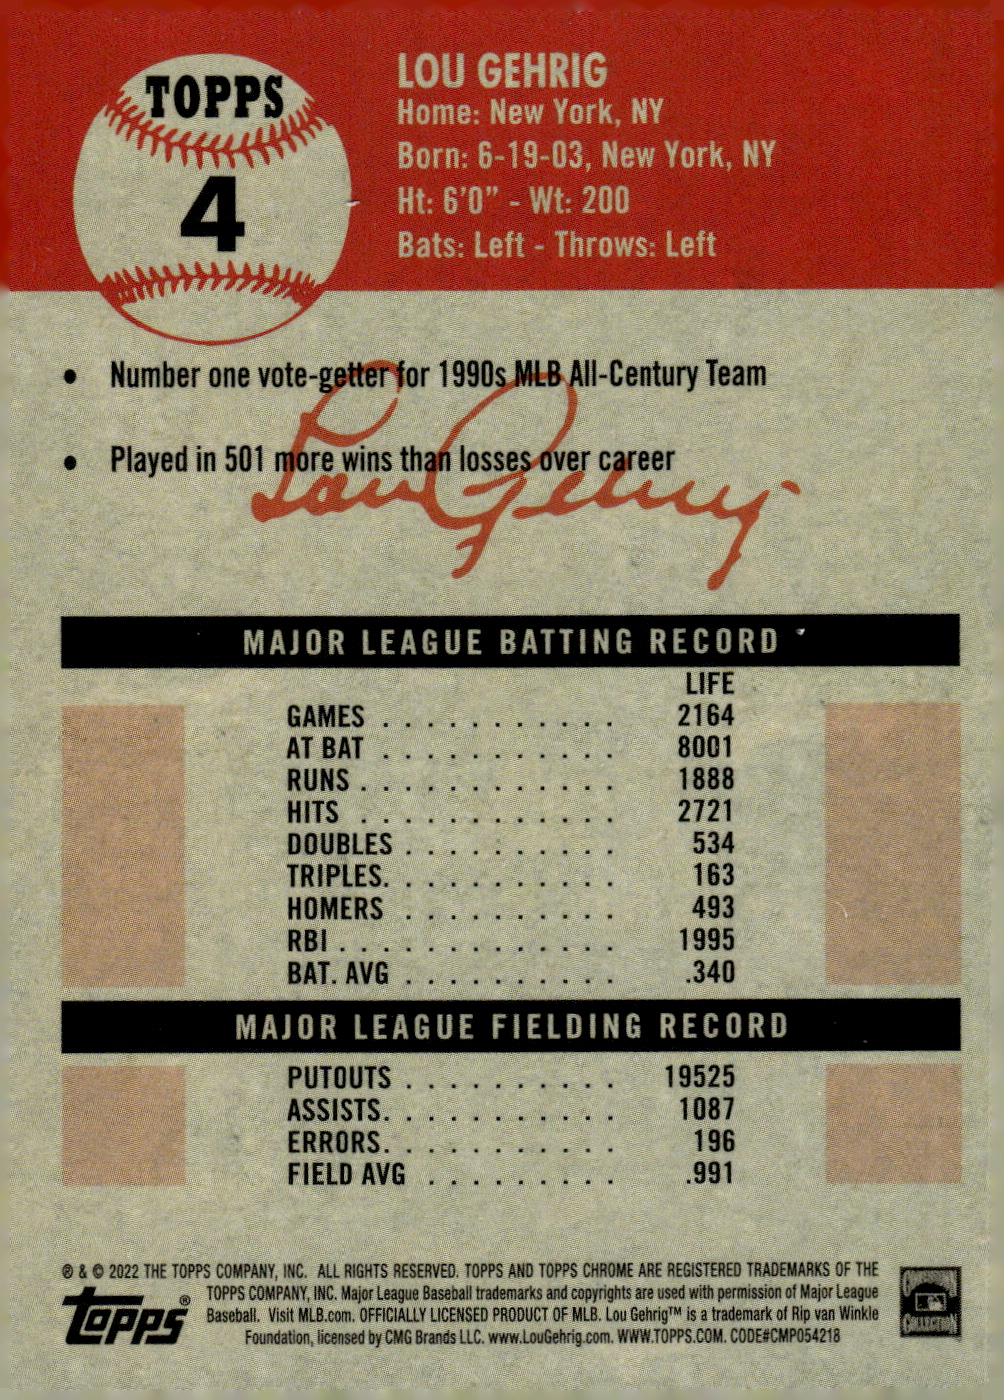 TOPPS
4
LOU GEHRIG
Home: New York, NY
Born: 6-19-03, New York, NY
Ht: 6'0" - Wt: 200
Bats: Left - Throws: Left
• Number one vote-getter for 1990s MLB All-Century Team
• Played in 501 more wins than losses over career
Lou Gehrig
MAJOR LEAGUE BATTING RECORD
LIFE
GAMES . . . . . . . . . . . 2164
AT BAT . . . . . . . . . . . 8001
RUNS . . . . . . . . . . . . 1888
HITS . . . . . . . . . . . . 2721
DOUBLES . . . . . . . . . . 534
TRIPLES. . . . . . . . . . . 163
HOMERS . . . . . . . . . . 493
RBI . . . . . . . . . . . . . 1995
BAT. AVG . . . . . . . . . . .340
MAJOR LEAGUE FIELDING RECORD
PUTOUTS . . . . . . . . . . 19525
ASSISTS. . . . . . . . . . . 1087
ERRORS. . . . . . . . . . . 196
FIELD AVG . . . . . . . . . .991
® & © 2022 THE TOPPS COMPANY, INC. ALL RIGHTS RESERVED. TOPPS AND TOPPS CHROME ARE REGISTERED TRADEMARKS OF THE
TOPPS COMPANY, INC. Major League Baseball trademarks and copyrights are used with permission of Major League
Baseball. Visit MLB.com. OFFICIALLY LICENSED PRODUCT OF MLB. Lou Gehrig™ is a trademark of Rip van Winkle
Foundation, licensed by CMG Brands LLC. www.LouGehrig.com. WWW.TOPPS.COM. CODE#CMP054218
Topps®
COOPERSTOWN
COLLECTION